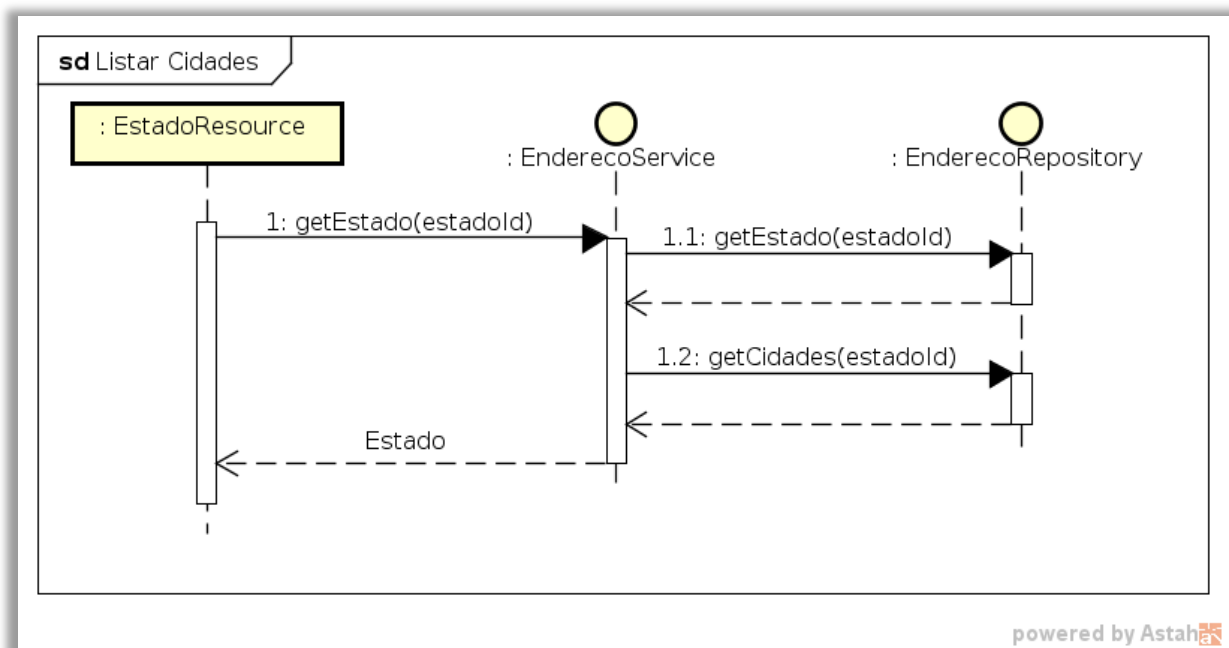 sd Listar Cidades
: EstadoResource
: EnderecoService
: EnderecoRepository
1: getEstado(estadoId)
1.1: getEstado(estadoId)
1.2: getCidades(estadoId)
Estado
powered by Astah